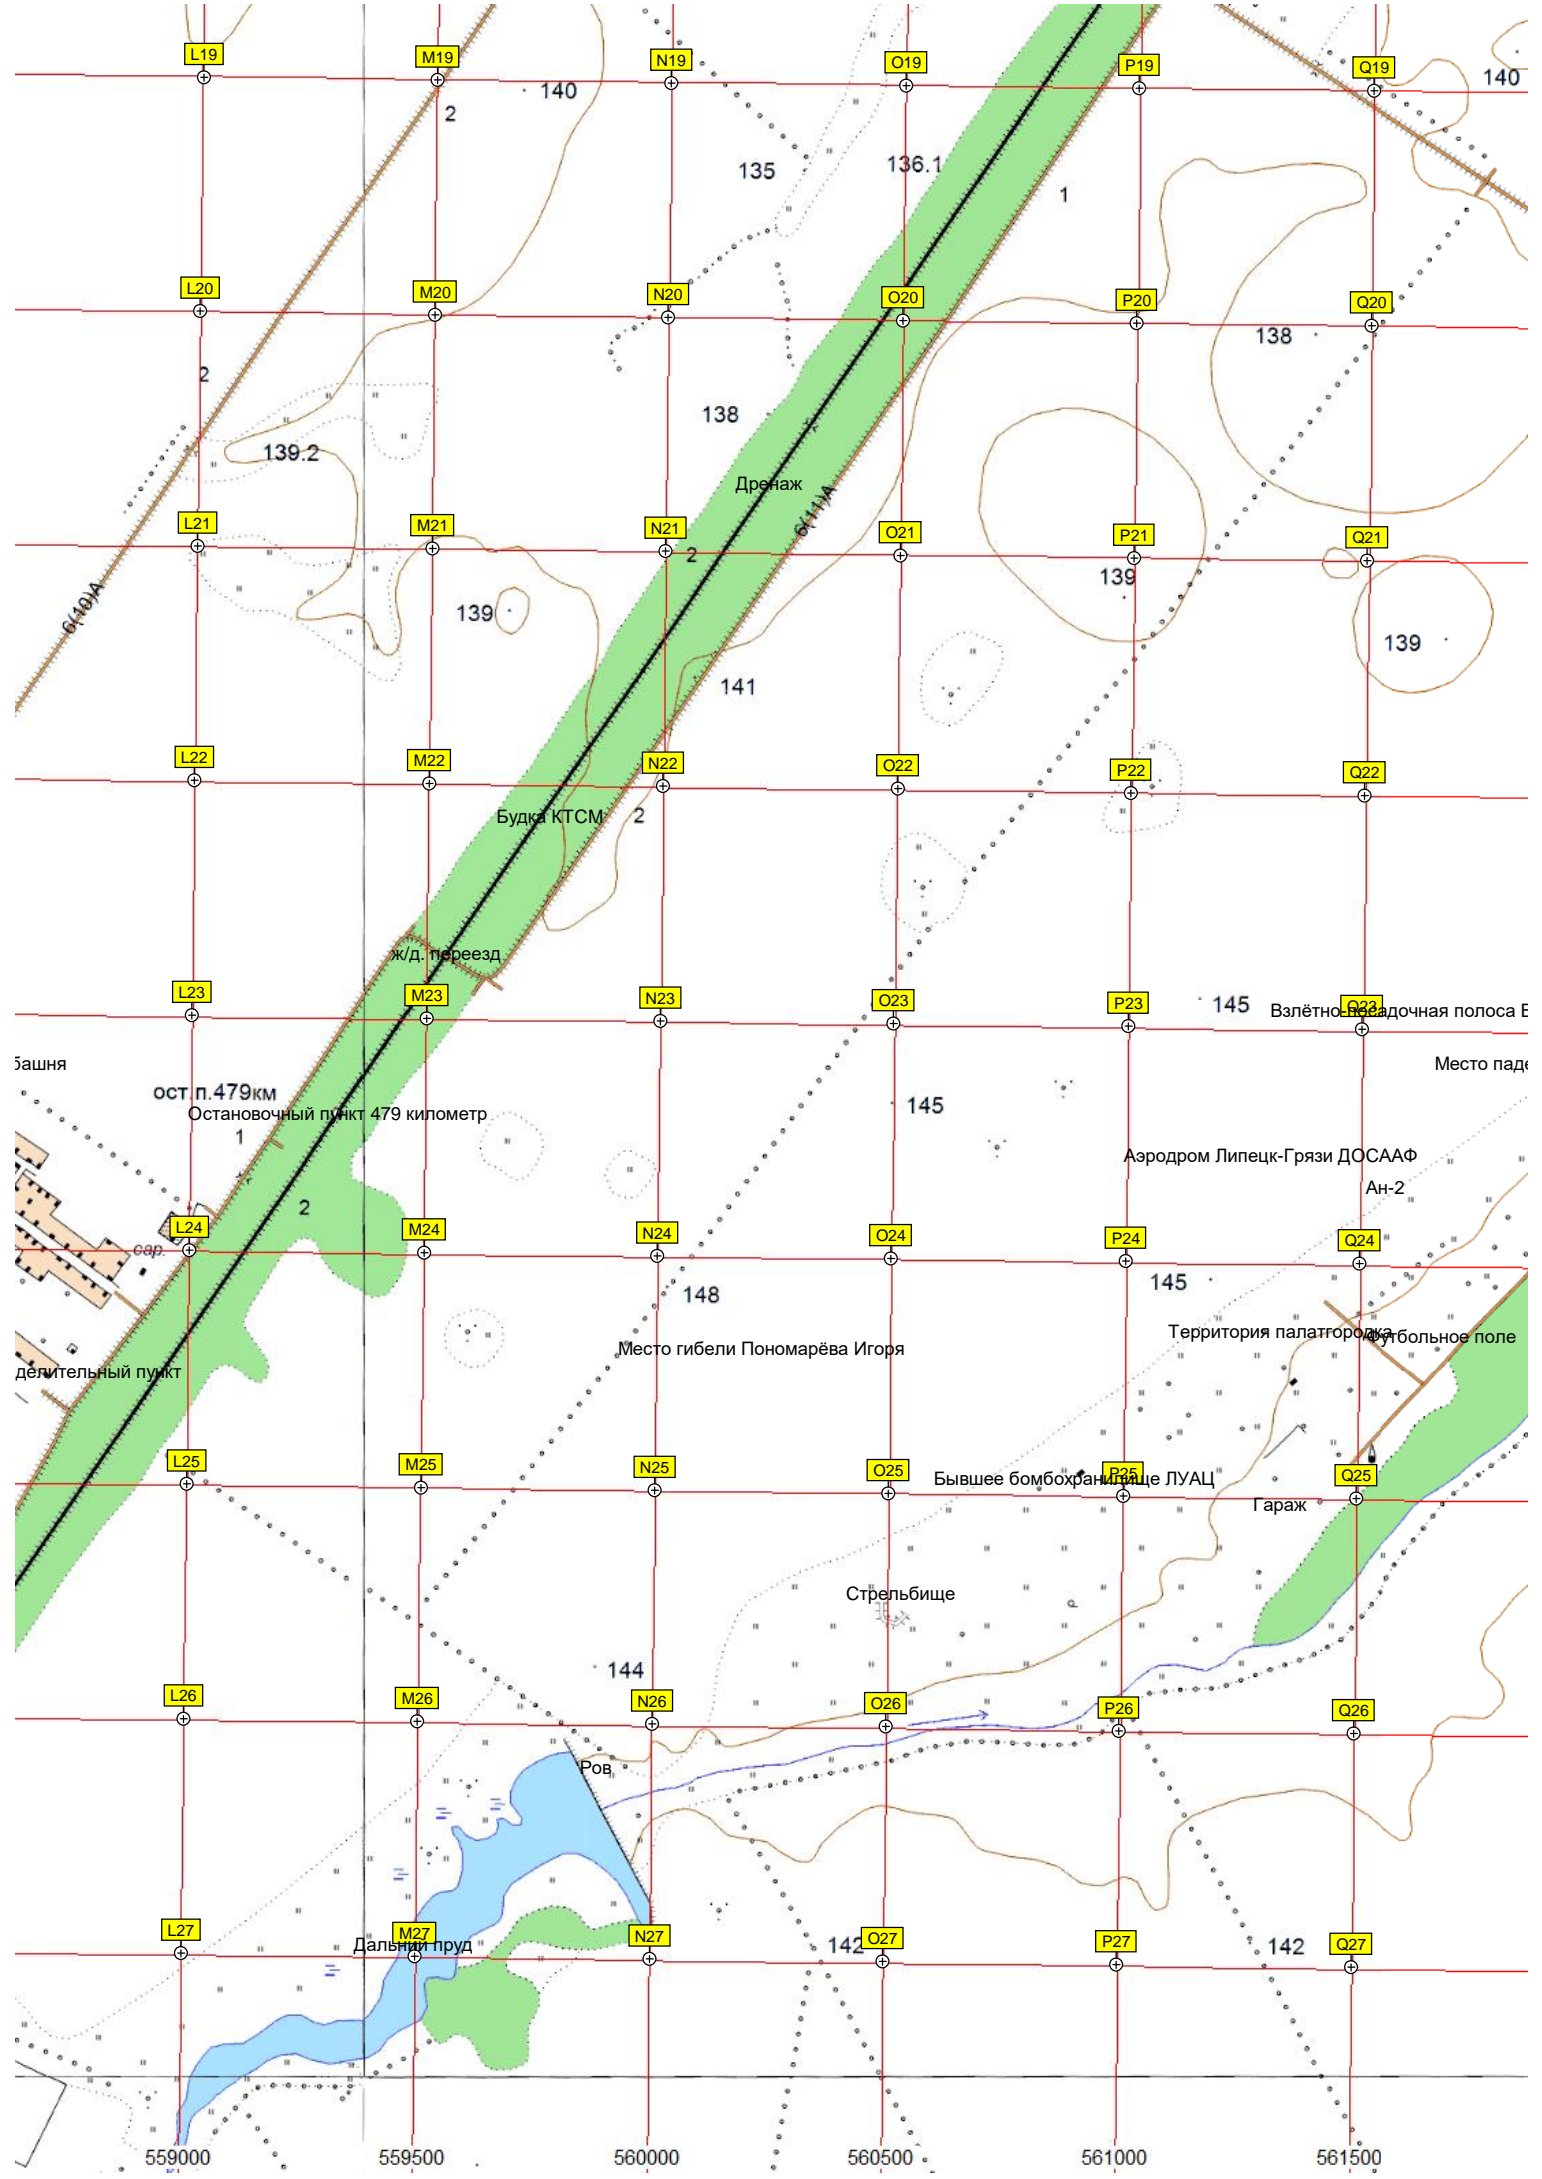 L19
M19
N19
O19
P19
Q19
140
140
2
135
136.1
1
L20
M20
N20
O20
P20
Q20
138
2
138
139.2
Дренаж
6(11)А
L21
M21
N21
O21
P21
Q21
2
139
6(10)А
139
139
141
L22
M22
N22
O22
P22
Q22
Будка КТСМ
2
ж/д. переезд
L23
M23
N23
O23
P23
Q23
145
Взлётно-посадочная полоса В
башня
Место паде
ост.п.479км
Остановочный пункт 479 километр
145
1
Аэродром Липецк-Грязи ДОСААФ
Ан-2
2
L24
M24
N24
O24
P24
Q24
сар.
145
148
Территория палатгородка
Футбольное поле
Место гибели Пономарёва Игоря
делительный пункт
L25
M25
N25
O25
P25
Q25
Бывшее бомбохранилище ЛУАЦ
Гараж
Стрельбище
144
L26
M26
N26
O26
P26
Q26
Ров
L27
M27
N27
O27
P27
Q27
Дальний пруд
142
142
559000
559500
560000
560500
561000
561500